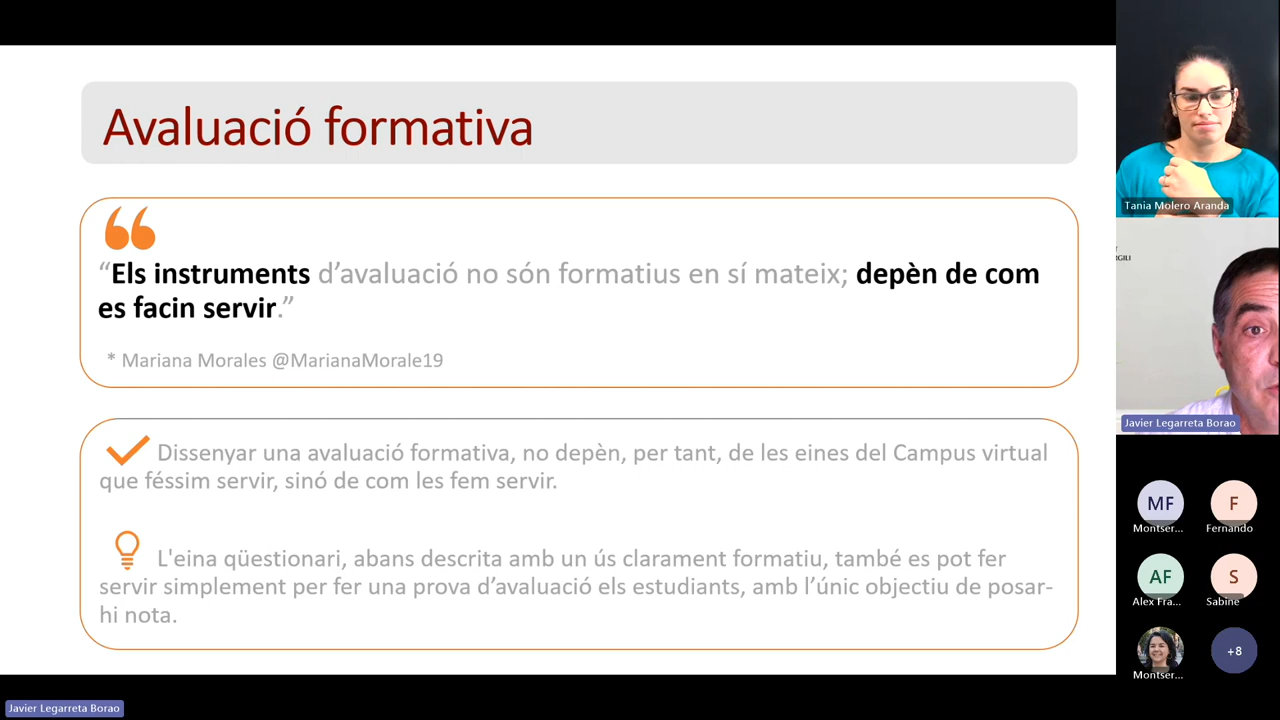 Avaluació formativa
“Els instruments d’avaluació no són formatius en sí mateix; depèn de com
es facin servir.”
* Mariana Morales @MarianaMorale19
Dissenyar una avaluació formativa, no depèn, per tant, de les eines del Campus virtual
que féssim servir, sinó de com les fem servir.
L'eina qüestionari, abans descrita amb un ús clarament formatiu, també es pot fer
servir simplement per fer una prova d’avaluació els estudiants, amb l’únic objectiu de posar-
hi nota.
Tania Molero Aranda
Javier Legarreta Borao
MF
Montser...
F
Fernando
AF
Alex Fra...
S
Sabine
Montser...
+8
Javier Legarreta Borao